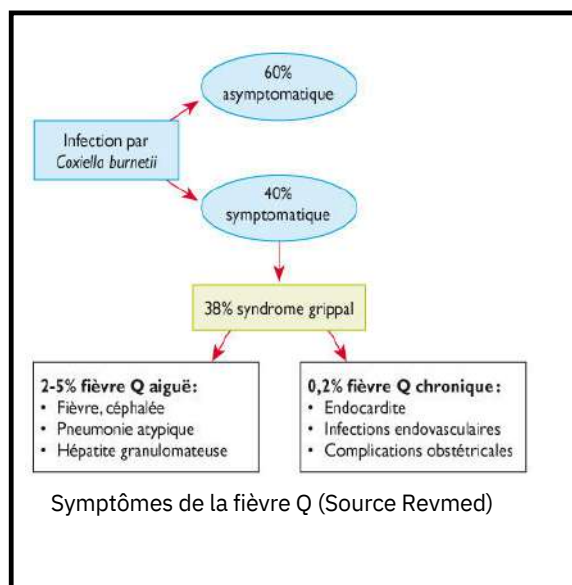 60%
asymptomatique
Infection par
Coxiella burnetii
40%
symptomatique
38% syndrome grippal
2-5% fièvre Q aiguë:
• Fièvre, céphalée
• Pneumonie atypique
• Hépatite granulomateuse
0,2% fièvre Q chronique:
• Endocardite
• Infections endovasculaires
• Complications obstétricales
Symptômes de la fièvre Q (Source Revmed)